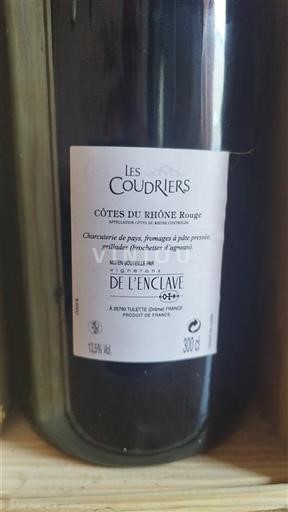 LES
COUDRIERS
CÔTES DU RHÔNE Rouge
APPELLATION CÔTES DU RHÔNE CONTRÔLÉE
Charcuterie de pays, fromages à pâte pressée,
grillades (brochettes d'agneau).
VINIOU
MIS EN BOUTEILLE PAR
vignerons
DE L'ENCLAVE
À 26790 TULETTE (Drôme) FRANCE
PRODUIT DE FRANCE
13,5% Vol.
300 cl